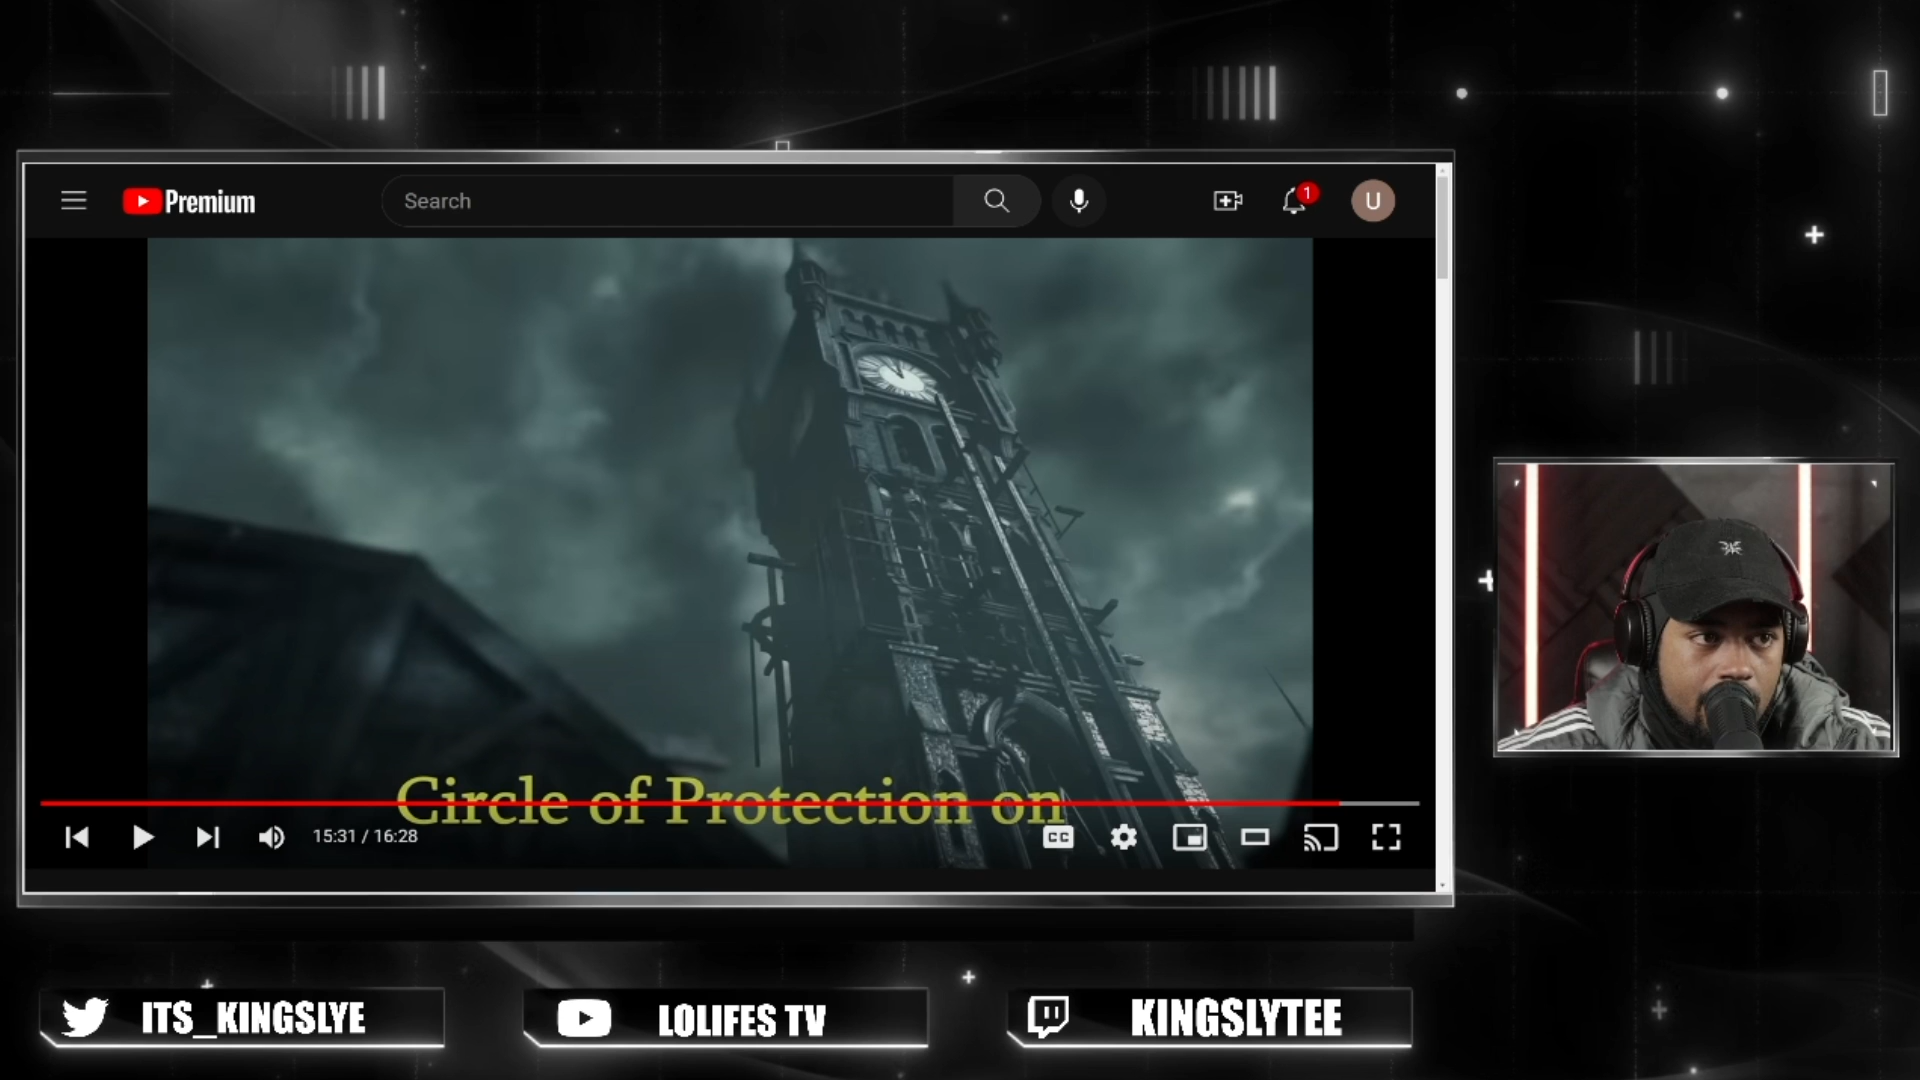 Premium
Search
1
U
Circle of Protection on
15:31 / 16:28
CC
ITS_KINGSLYE
LOLIFES TV
KINGSLYTEE